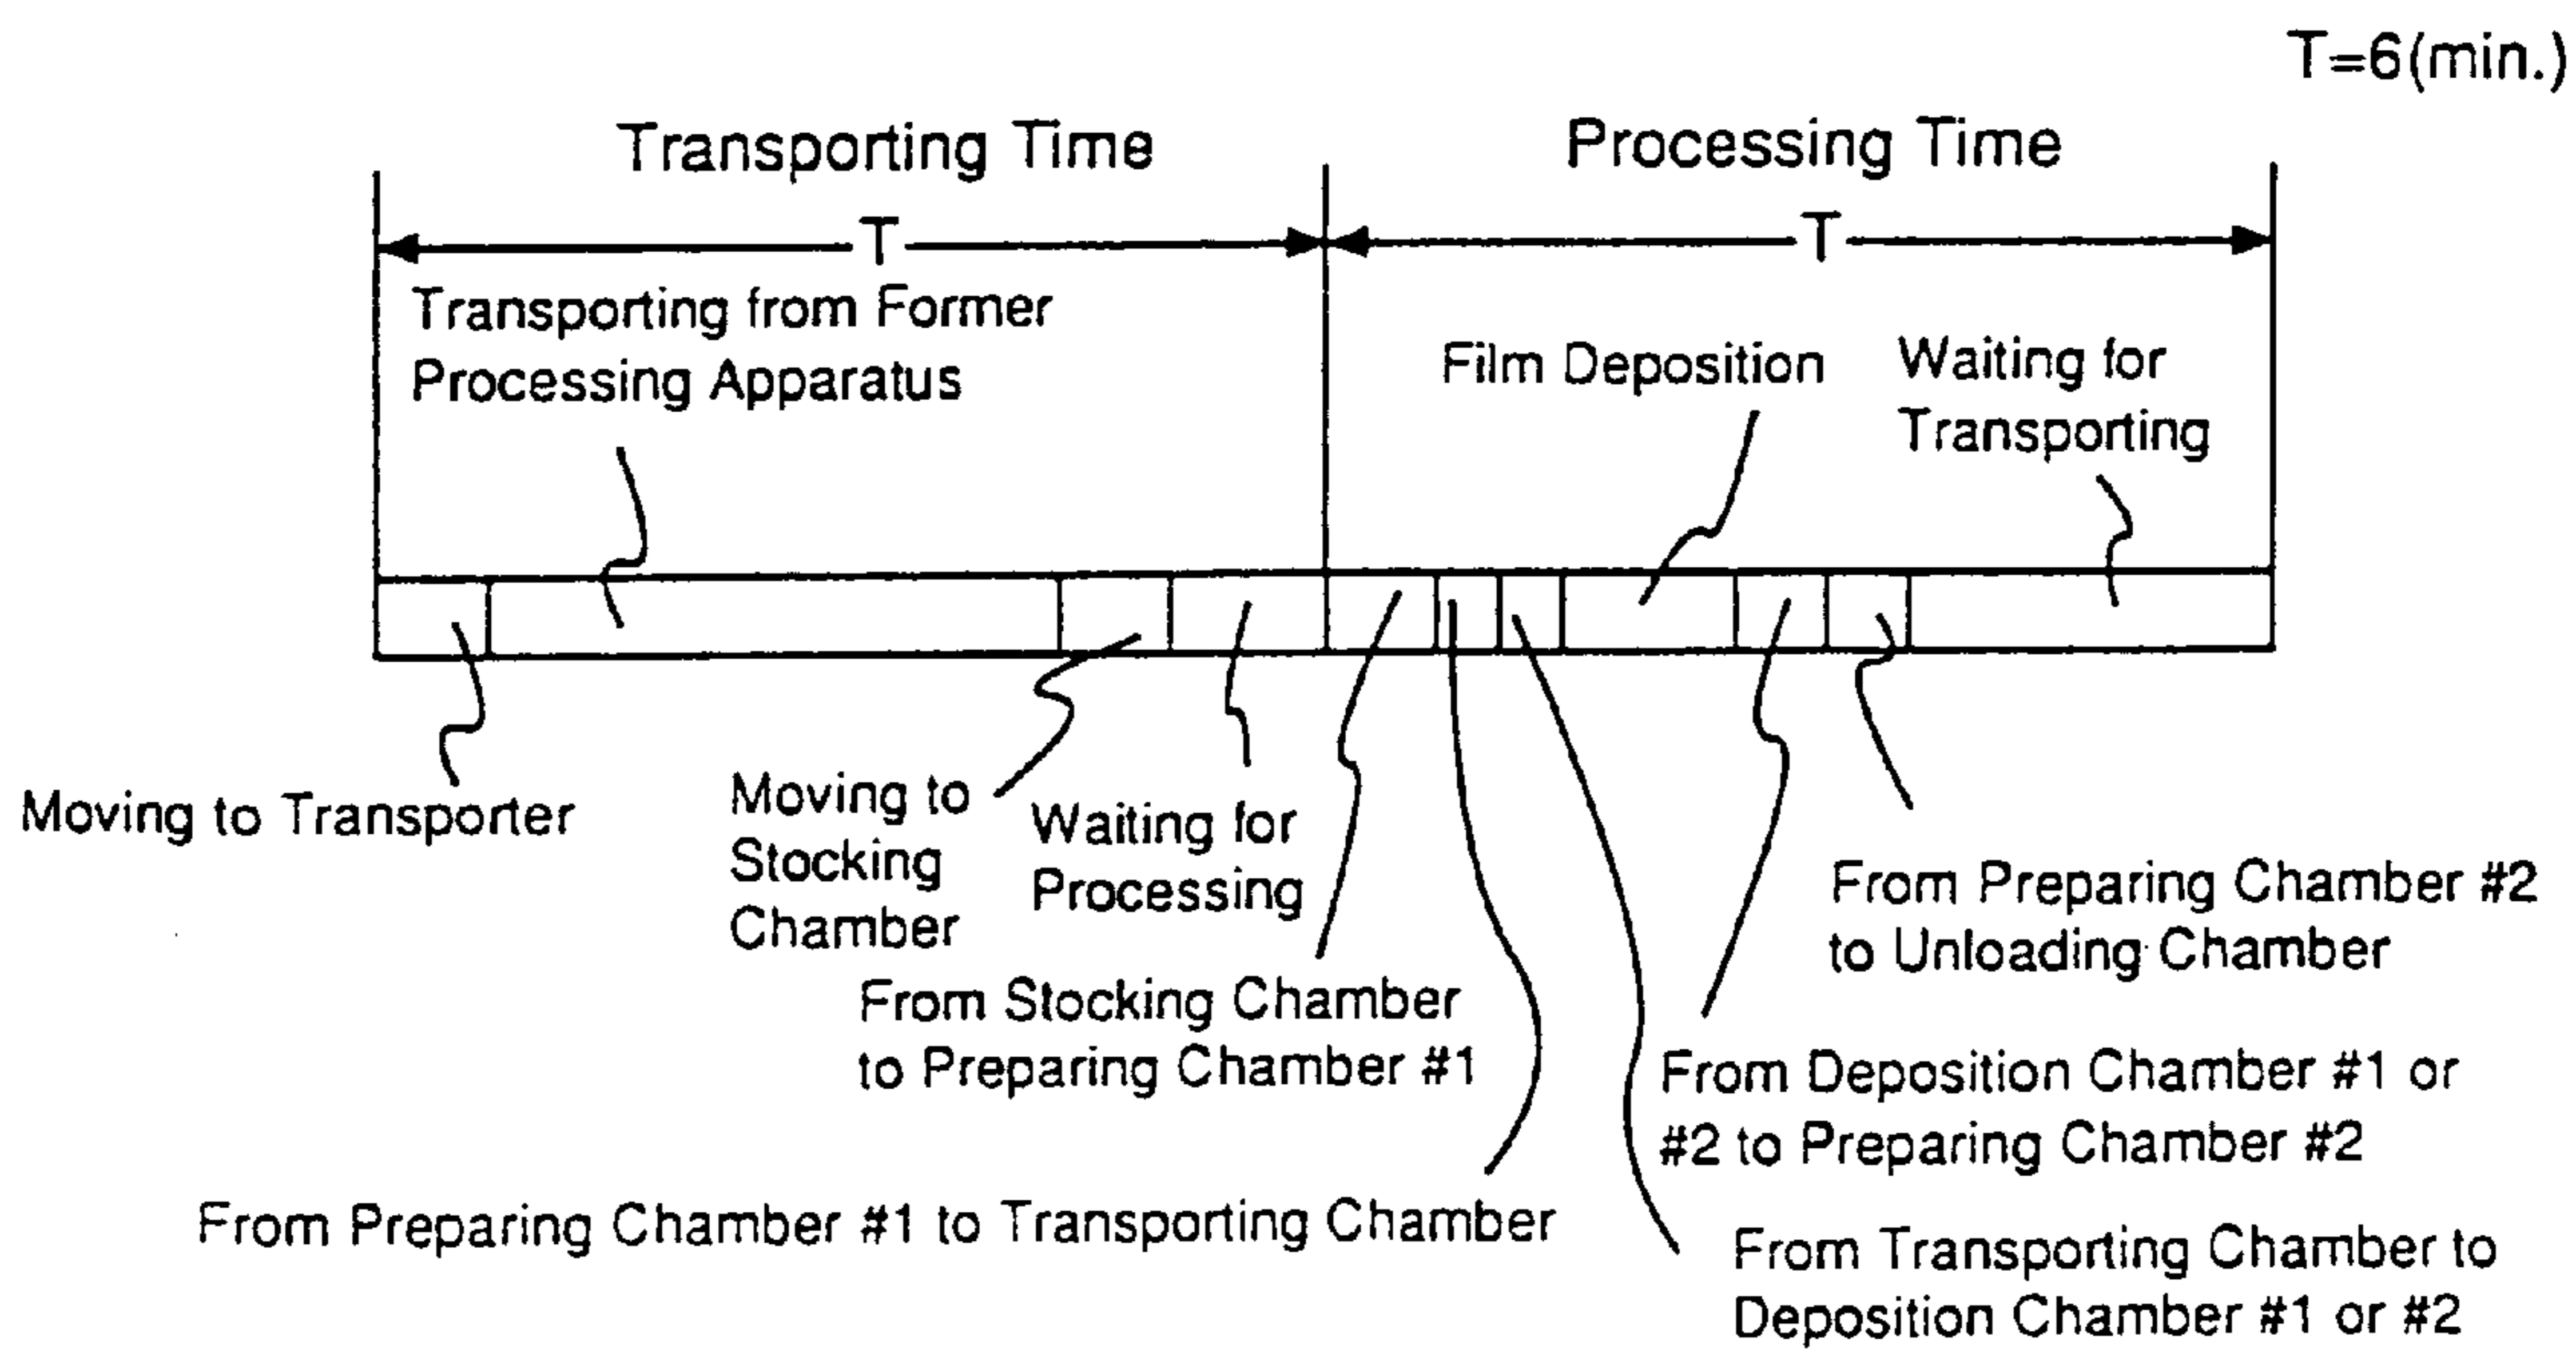 T=6(min.)
Transporting Time
Processing Time
T
T
Transporting from Former
Processing Apparatus
Film Deposition
Waiting for
Transporting
Moving to Transporter
Moving to
Stocking
Chamber
Waiting for
Processing
From Stocking Chamber
to Preparing Chamber #1
From Preparing Chamber #2
to Unloading Chamber
From Deposition Chamber #1 or
#2 to Preparing Chamber #2
From Preparing Chamber #1 to Transporting Chamber
From Transporting Chamber to
Deposition Chamber #1 or #2